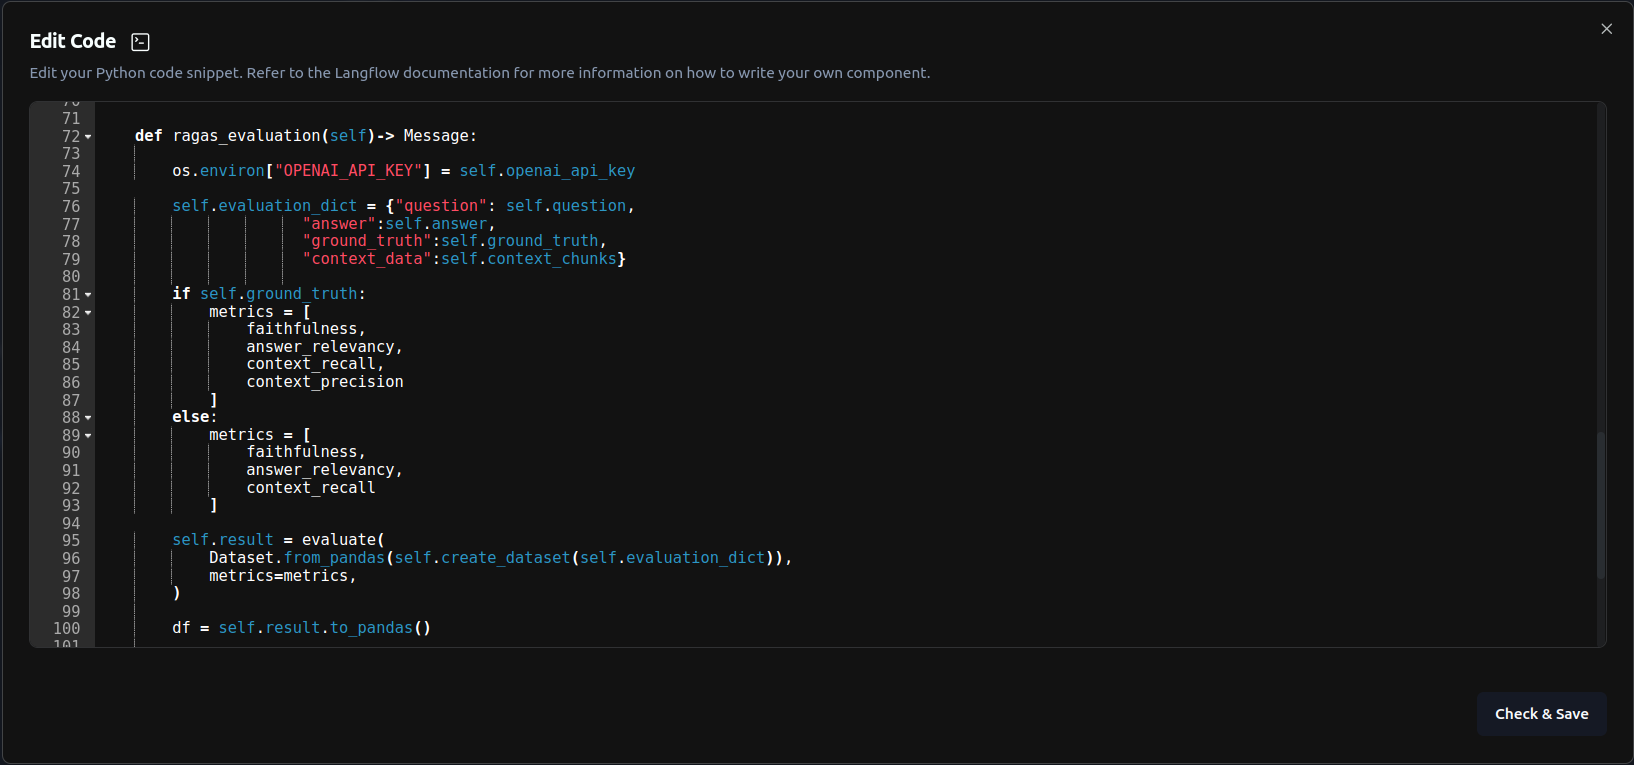 Edit Code
Edit your Python code snippet. Refer to the Langflow documentation for more information on how to write your own component.
70
71
72 def ragas_evaluation(self)-> Message:
73
74 os.environ["OPENAI_API_KEY"] = self.openai_api_key
75
76 self.evaluation_dict = {"question": self.question,
77 "answer":self.answer,
78 "ground_truth":self.ground_truth,
79 "context_data":self.context_chunks}
80
81 if self.ground_truth:
82 metrics = [
83 faithfulness,
84 answer_relevancy,
85 context_recall,
86 context_precision
87 ]
88 else:
89 metrics = [
90 faithfulness,
91 answer_relevancy,
92 context_recall
93 ]
94
95 self.result = evaluate(
96 Dataset.from_pandas(self.create_dataset(self.evaluation_dict)),
97 metrics=metrics,
98 )
99
100 df = self.result.to_pandas()
101
Check & Save